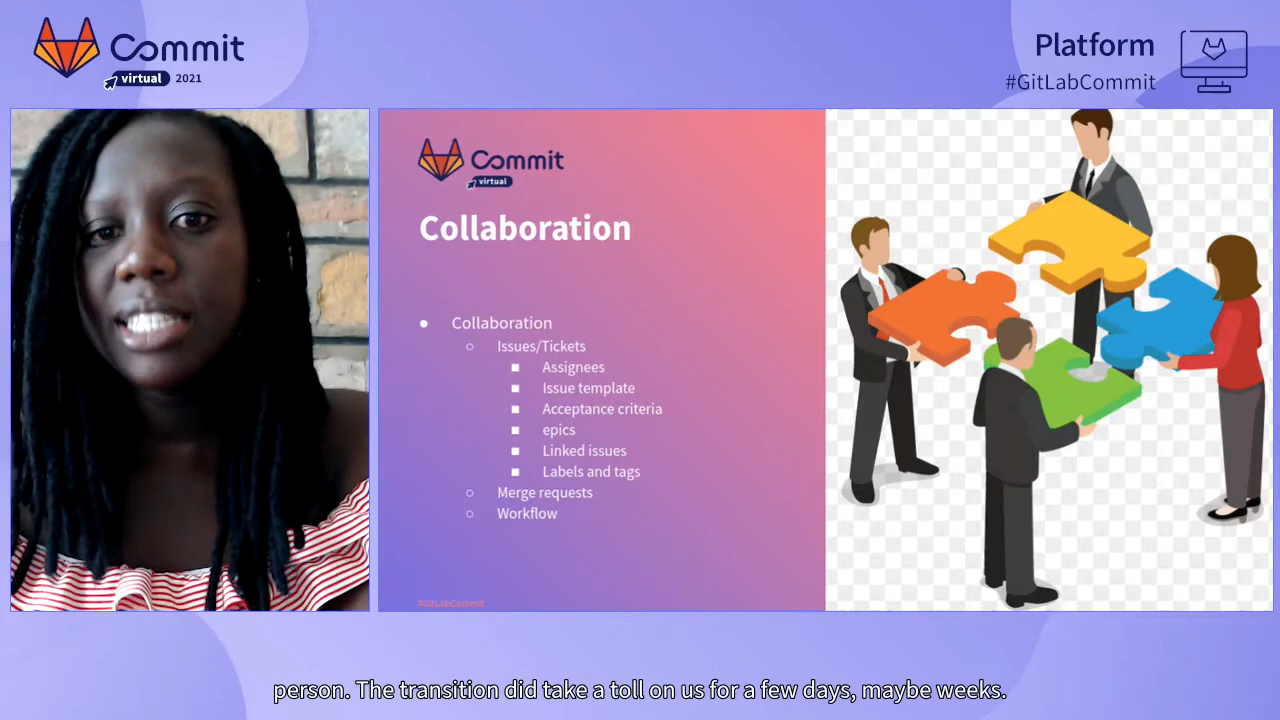 Commit
virtual 2021
Platform
#GitLabCommit
Commit
virtual
Collaboration
● Collaboration
○ Issues/Tickets
■ Assignees
■ Issue template
■ Acceptance criteria
■ epics
■ Linked issues
■ Labels and tags
○ Merge requests
○ Workflow
#GitLabCommit
person. The transition did take a toll on us for a few days, maybe weeks.